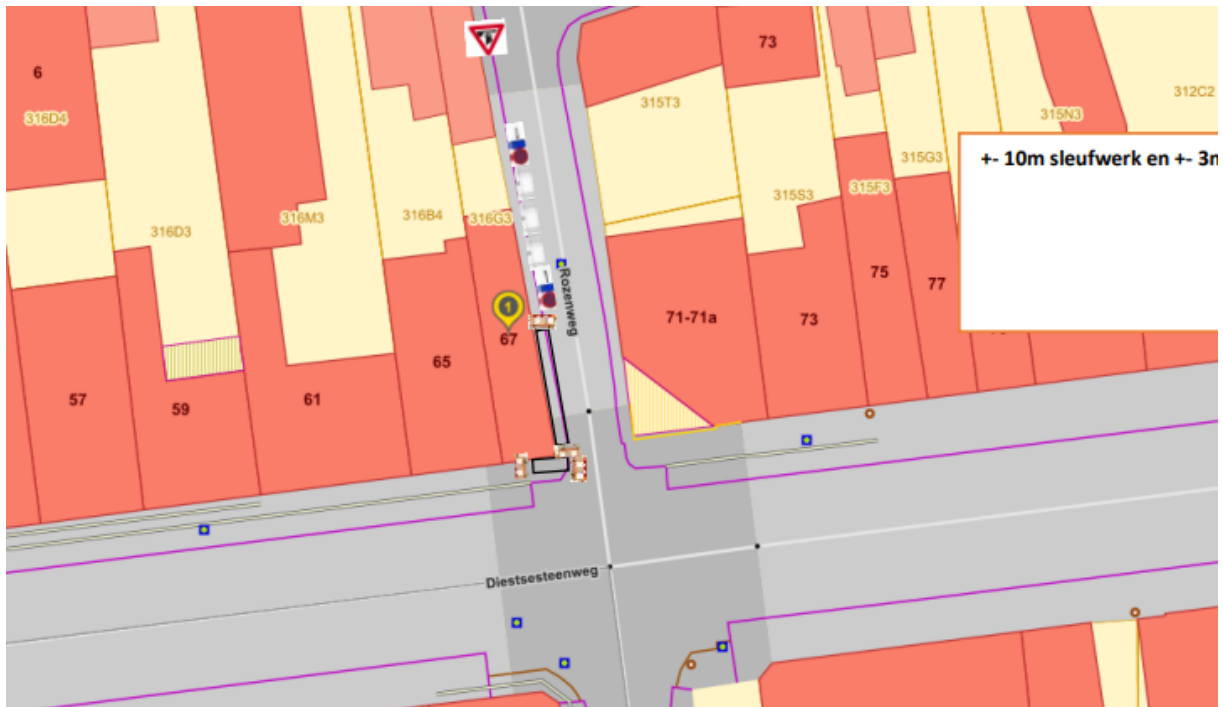 73
6
316D4
315T3
312C2
315N3
+- 10m sleufwerk en +- 3m
315G3
315F3
315S3
316B4
316G3
316M3
316D3
Rozenweg
75
77
1
67
71-71a
73
65
61
57
59
Diestsesteenweg